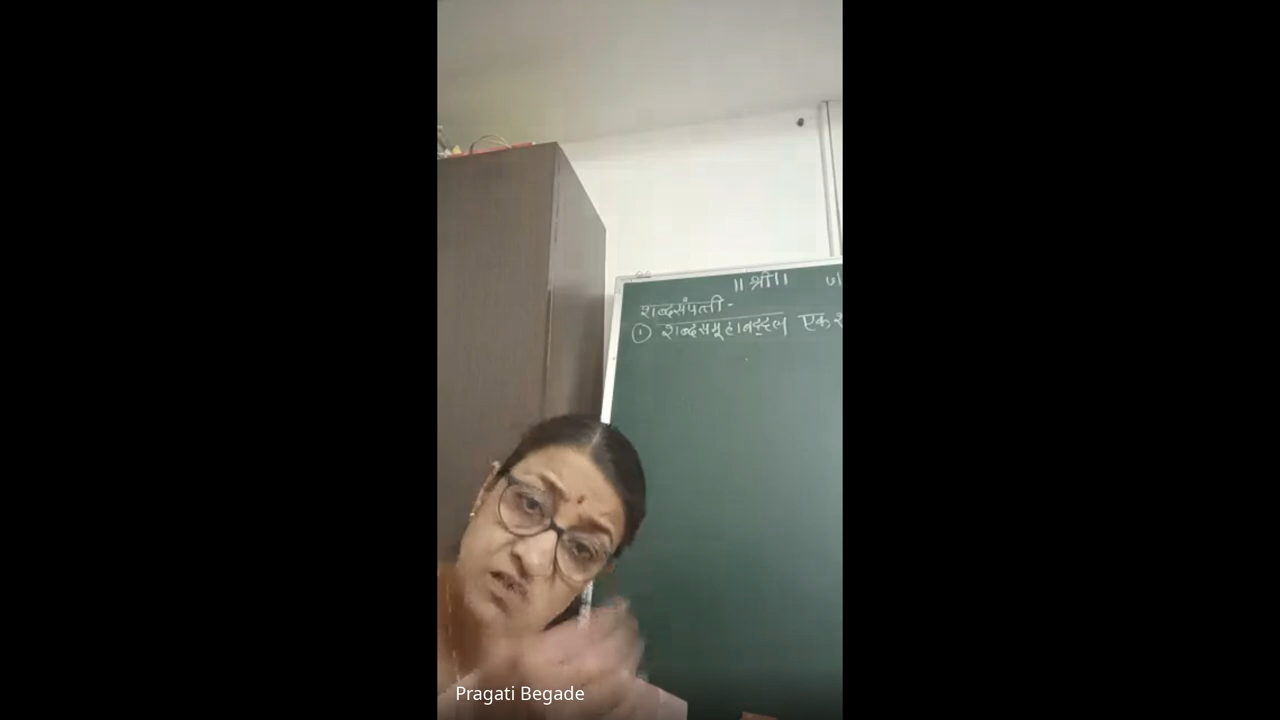 ॥ श्री॥
शब्दसंपत्ती -
① शब्दसमूहाबद्दल एक
Pragati Begade